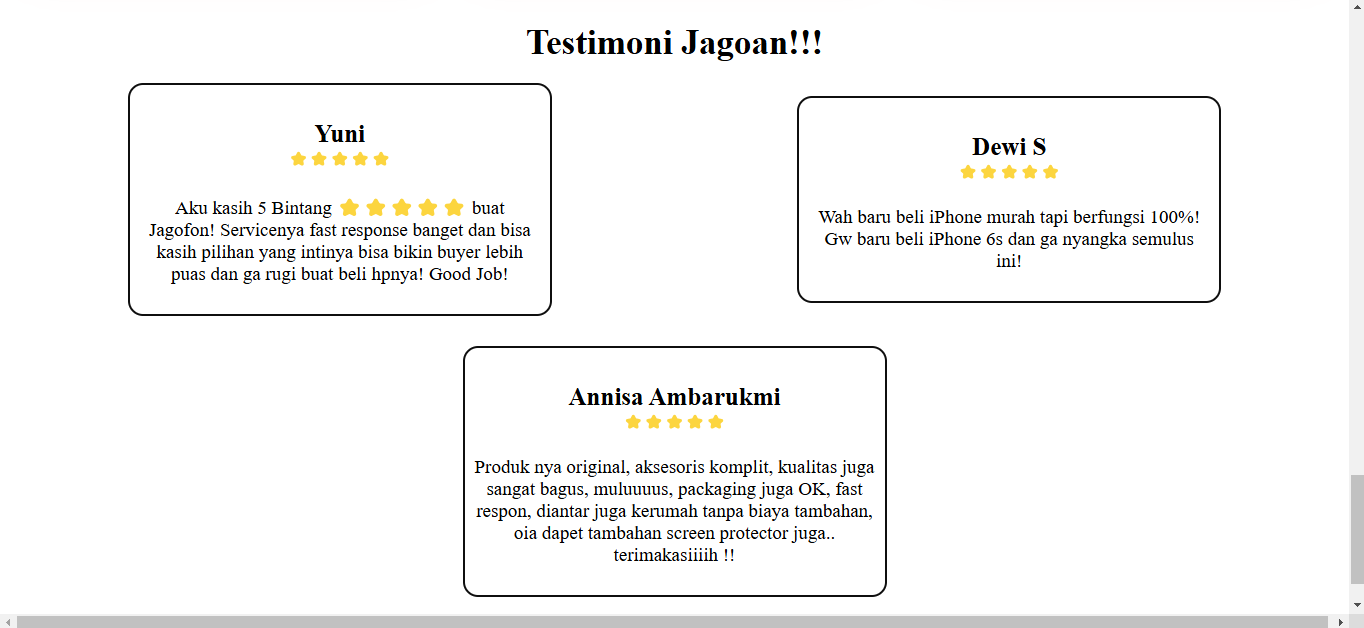 Testimoni Jagoan!!!
Yuni
Aku kasih 5 Bintang ⭐⭐⭐⭐⭐ buat
Jagofon! Servicenya fast response banget dan bisa
kasih pilihan yang intinya bisa bikin buyer lebih
puas dan ga rugi buat beli hpnya! Good Job!
Dewi S
Wah baru beli iPhone murah tapi berfungsi 100%!
Gw baru beli iPhone 6s dan ga nyangka semulus
ini!
Annisa Ambarukmi
Produk nya original, aksesoris komplit, kualitas juga
sangat bagus, muluuuus, packaging juga OK, fast
respon, diantar juga kerumah tanpa biaya tambahan,
oia dapet tambahan screen protector juga..
terimakasiiiih !!